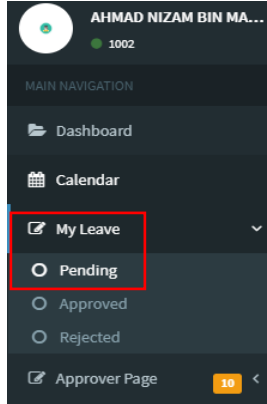 AHMAD NIZAM BIN MA...
1002
MAIN NAVIGATION
Dashboard
Calendar
My Leave
Pending
Approved
Rejected
Approver Page 10